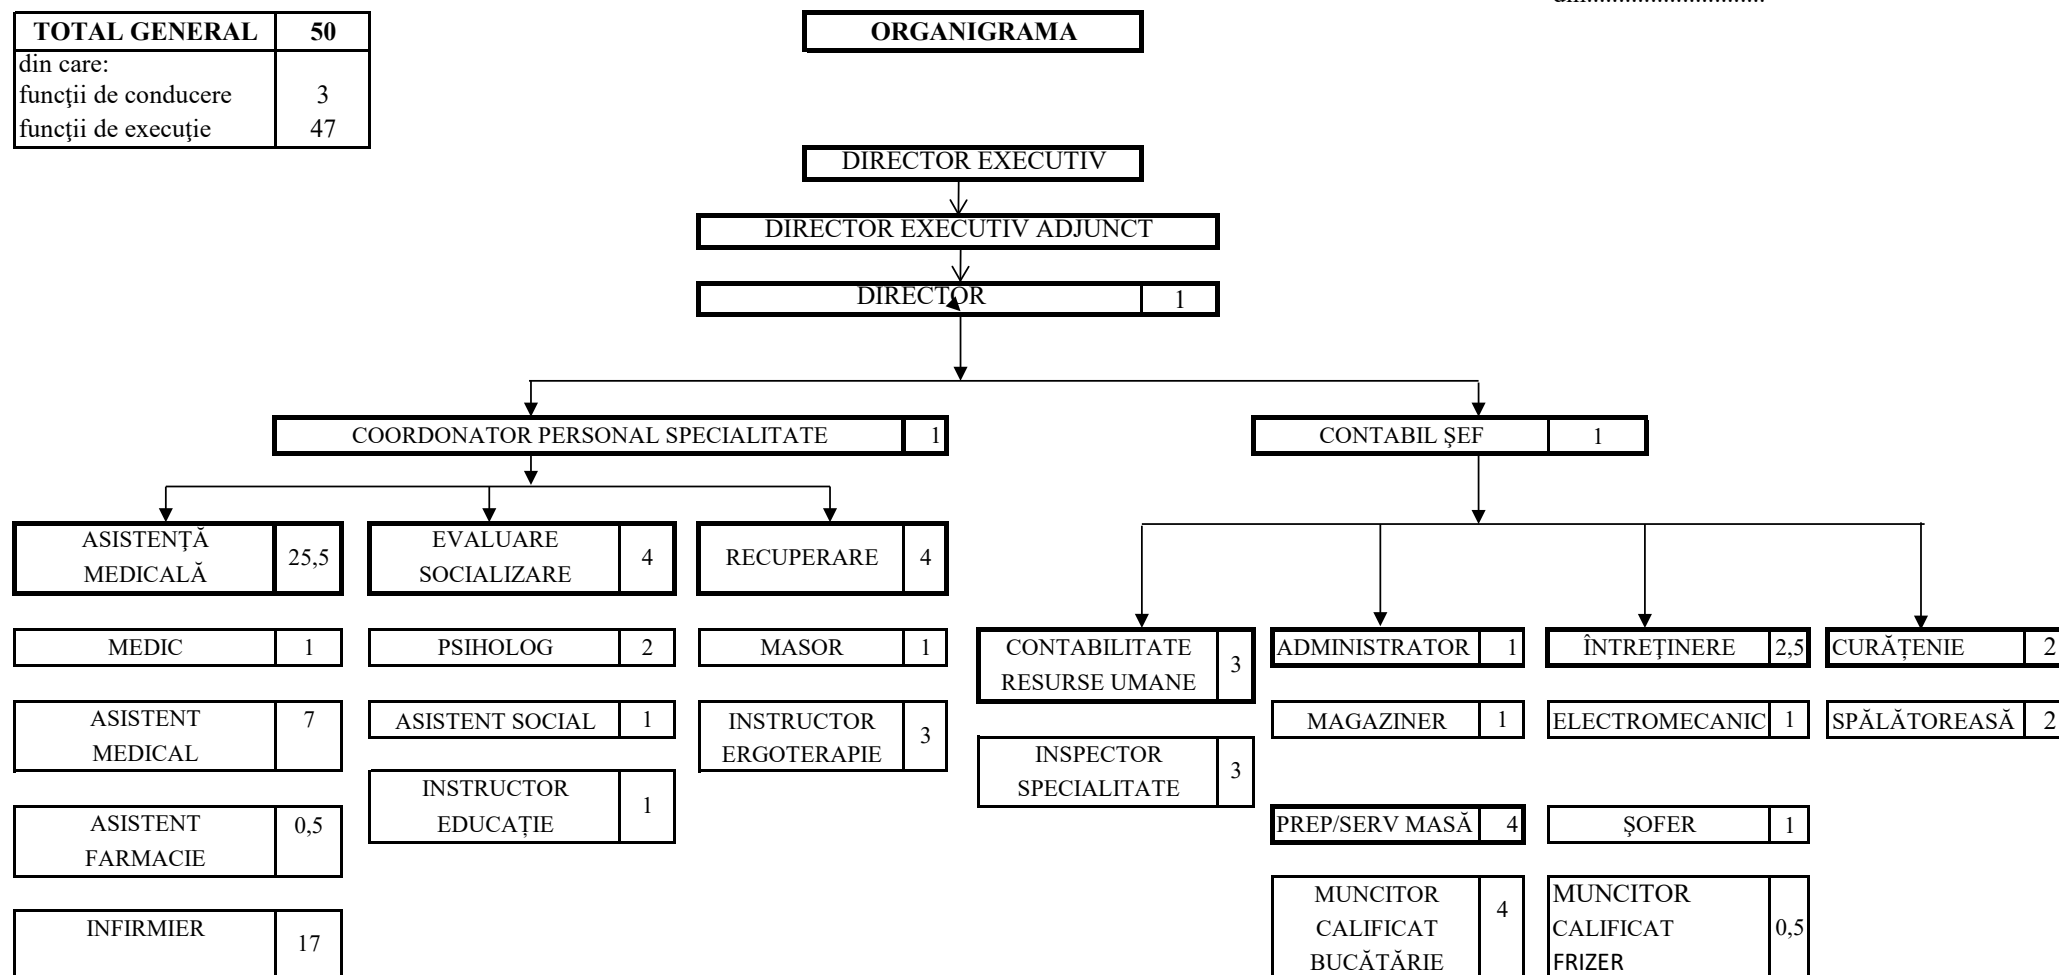 din..............................
TOTAL GENERAL 50
ORGANIGRAMA
din care:
funcţii de conducere 3
funcţii de execuţie 47
DIRECTOR EXECUTIV
DIRECTOR EXECUTIV ADJUNCT
DIRECTOR 1
COORDONATOR PERSONAL SPECIALITATE 1
CONTABIL ŞEF 1
ASISTENŢĂ
MEDICALĂ
25,5
EVALUARE
SOCIALIZARE
4
RECUPERARE 4
MEDIC 1
PSIHOLOG 2
MASOR 1
CONTABILITATE
RESURSE UMANE
3
ADMINISTRATOR 1
ÎNTREŢINERE 2,5
CURĂȚENIE 2
ASISTENT
MEDICAL
7
ASISTENT SOCIAL 1
INSTRUCTOR
ERGOTERAPIE
3
INSPECTOR
SPECIALITATE
3
MAGAZINER 1
ELECTROMECANIC 1
SPĂLĂTOREASĂ 2
INSTRUCTOR
EDUCAȚIE
1
ASISTENT
FARMACIE
0,5
PREP/SERV MASĂ 4
ŞOFER 1
INFIRMIER 17
MUNCITOR
CALIFICAT
BUCĂTĂRIE
4
MUNCITOR
CALIFICAT
FRIZER
0,5